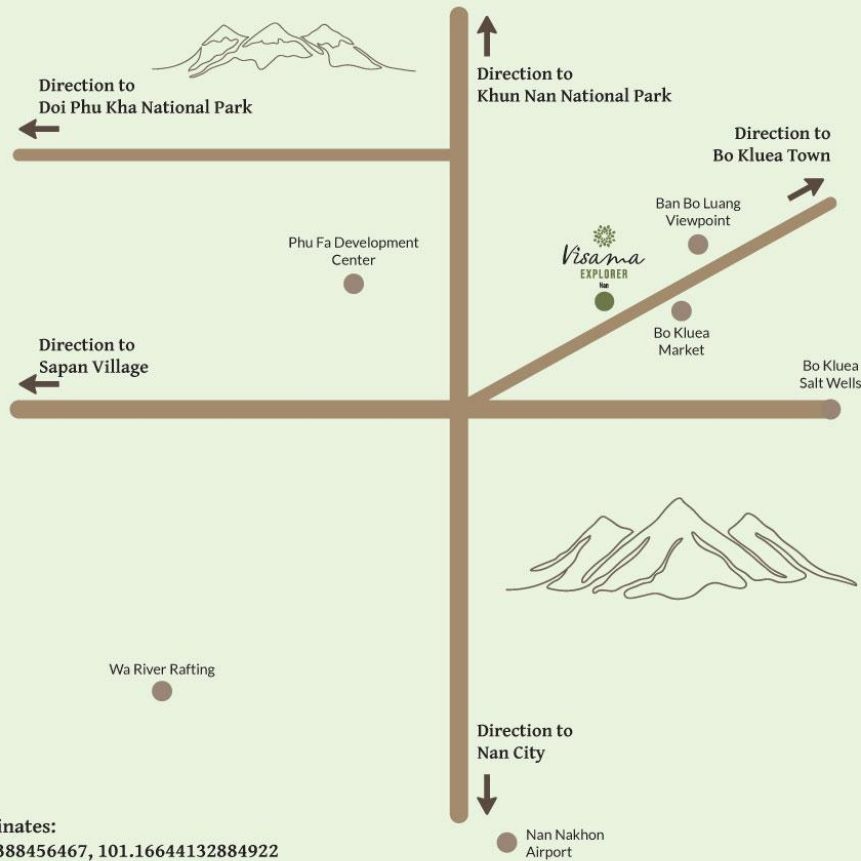 Direction to
Doi Phu Kha National Park
Direction to
Khun Nan National Park
Direction to
Bo Kluea Town
Ban Bo Luang
Viewpoint
Phu Fa Development
Center
Visama
EXPLORER
Nan
Bo Kluea
Market
Direction to
Sapan Village
Bo Kluea
Salt Wells
Wa River Rafting
Direction to
Nan City
inates:
388456467, 101.16644132884922
Nan Nakhon
Airport